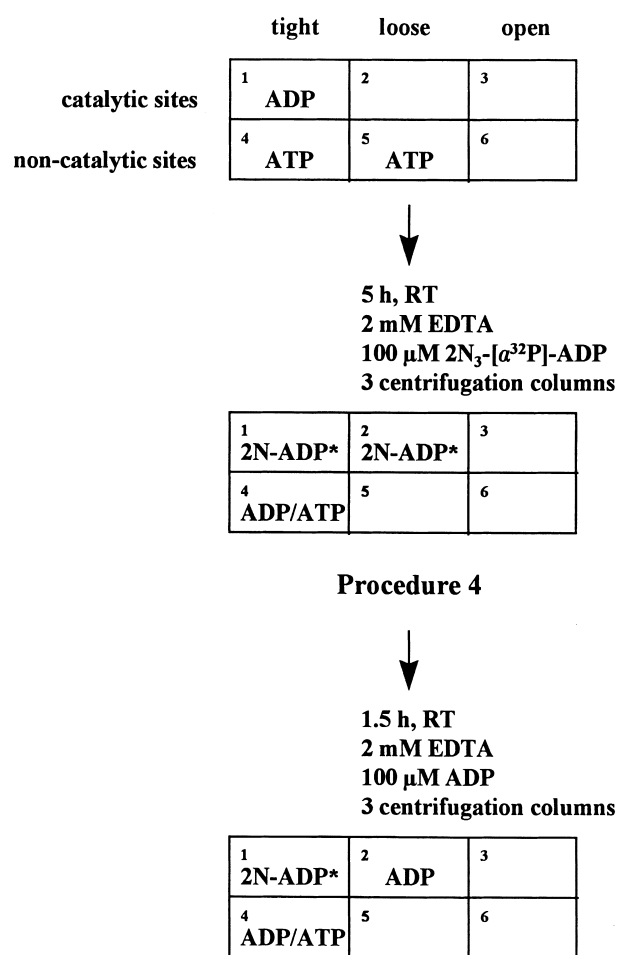 tight loose open
catalytic sites
1 2 3
ADP
non-catalytic sites
4 5 6
ATP ATP
5 h, RT
2 mM EDTA
100 μM 2N₃-[α³²P]-ADP
3 centrifugation columns
1 2 3
2N-ADP* 2N-ADP*
4 5 6
ADP/ATP
Procedure 4
1.5 h, RT
2 mM EDTA
100 μM ADP
3 centrifugation columns
1 2 3
2N-ADP* ADP
4 5 6
ADP/ATP